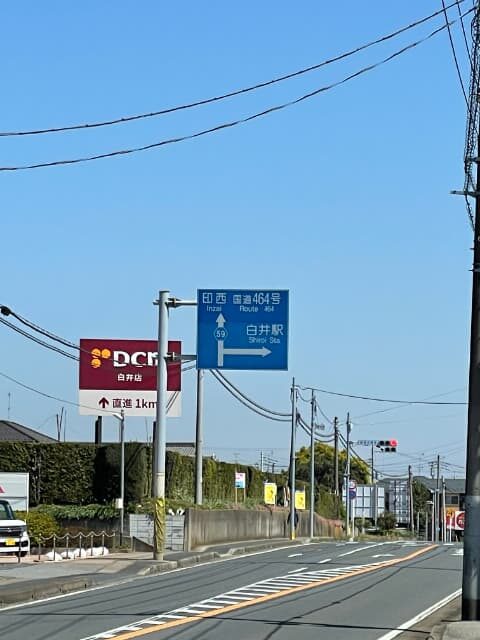 印西 国道464号
Inzai Route 464
59
白井駅
Shiroi Sta
DCM
白井店
直進 1km